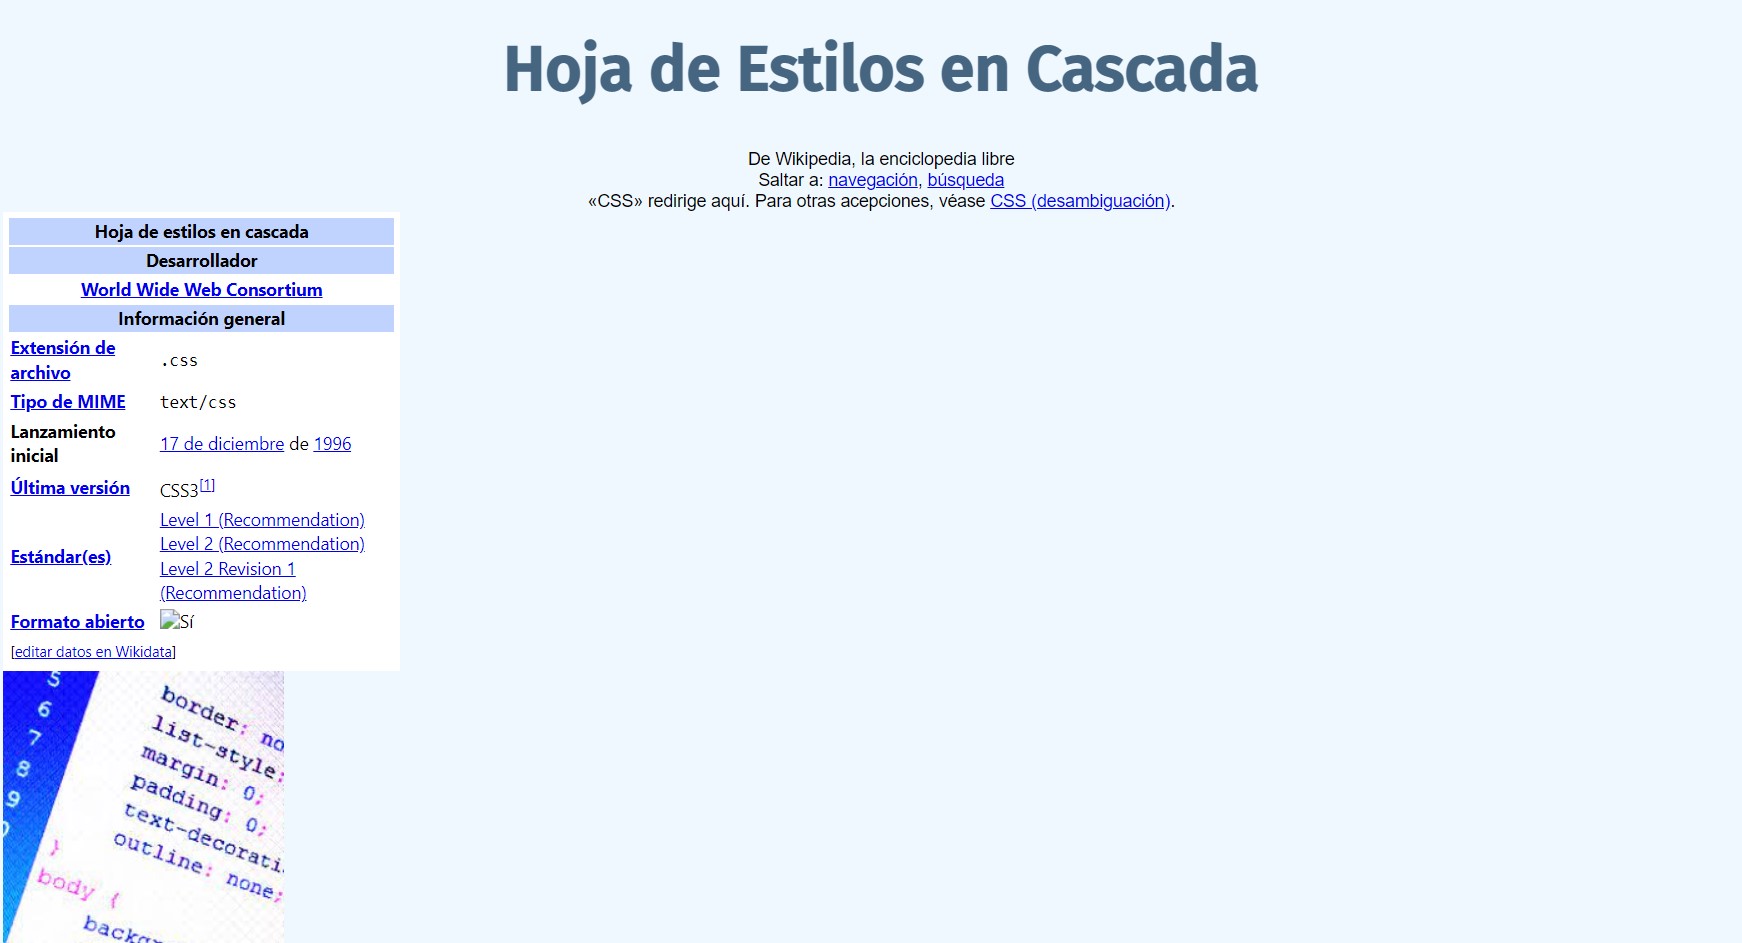 Hoja de Estilos en Cascada
De Wikipedia, la enciclopedia libre
Saltar a: navegación, búsqueda
«CSS» redirige aquí. Para otras acepciones, véase CSS (desambiguación).
Hoja de estilos en cascada
Desarrollador
World Wide Web Consortium
Información general
Extensión de
archivo
.css
Tipo de MIME
text/css
Lanzamiento
inicial
17 de diciembre de 1996
Última versión
CSS3[1]
Estándar(es)
Level 1 (Recommendation)
Level 2 (Recommendation)
Level 2 Revision 1
(Recommendation)
Formato abierto
Sí
[editar datos en Wikidata]
5
6
7
8
9
border: no
list-style:
margin: 0;
padding: 0;
text-decorati
outline: none;
}
body {
backgr